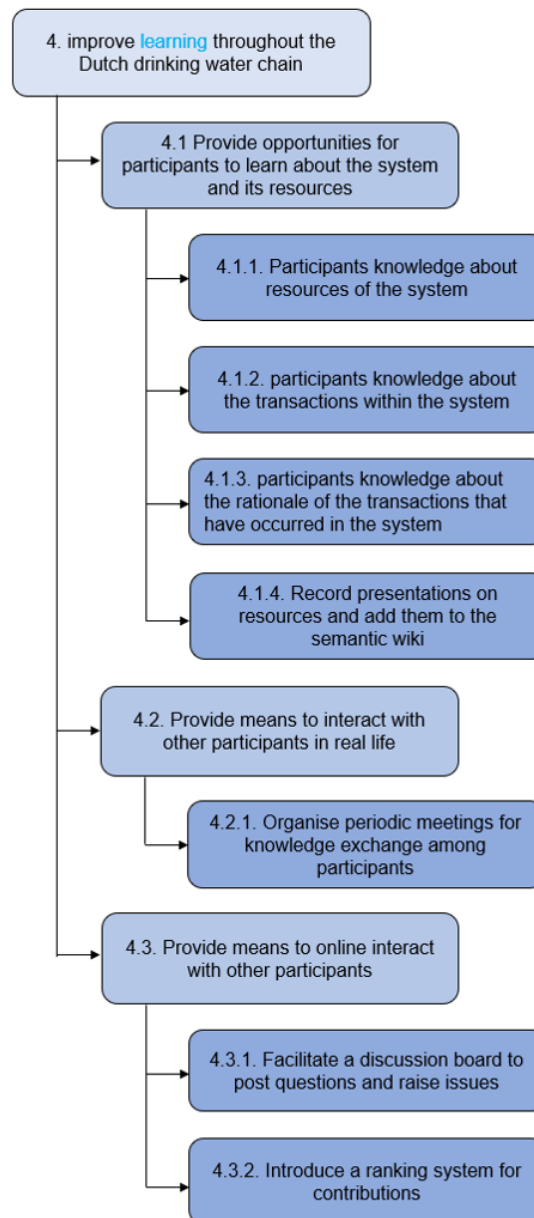 4. improve learning throughout the
Dutch drinking water chain
4.1 Provide opportunities for
participants to learn about the system
and its resources
4.1.1. Participants knowledge about
resources of the system
4.1.2. participants knowledge about
the transactions within the system
4.1.3. participants knowledge about
the rationale of the transactions that
have occurred in the system
4.1.4. Record presentations on
resources and add them to the
semantic wiki
4.2. Provide means to interact with
other participants in real life
4.2.1. Organise periodic meetings for
knowledge exchange among
participants
4.3. Provide means to online interact
with other participants
4.3.1. Facilitate a discussion board to
post questions and raise issues
4.3.2. Introduce a ranking system for
contributions